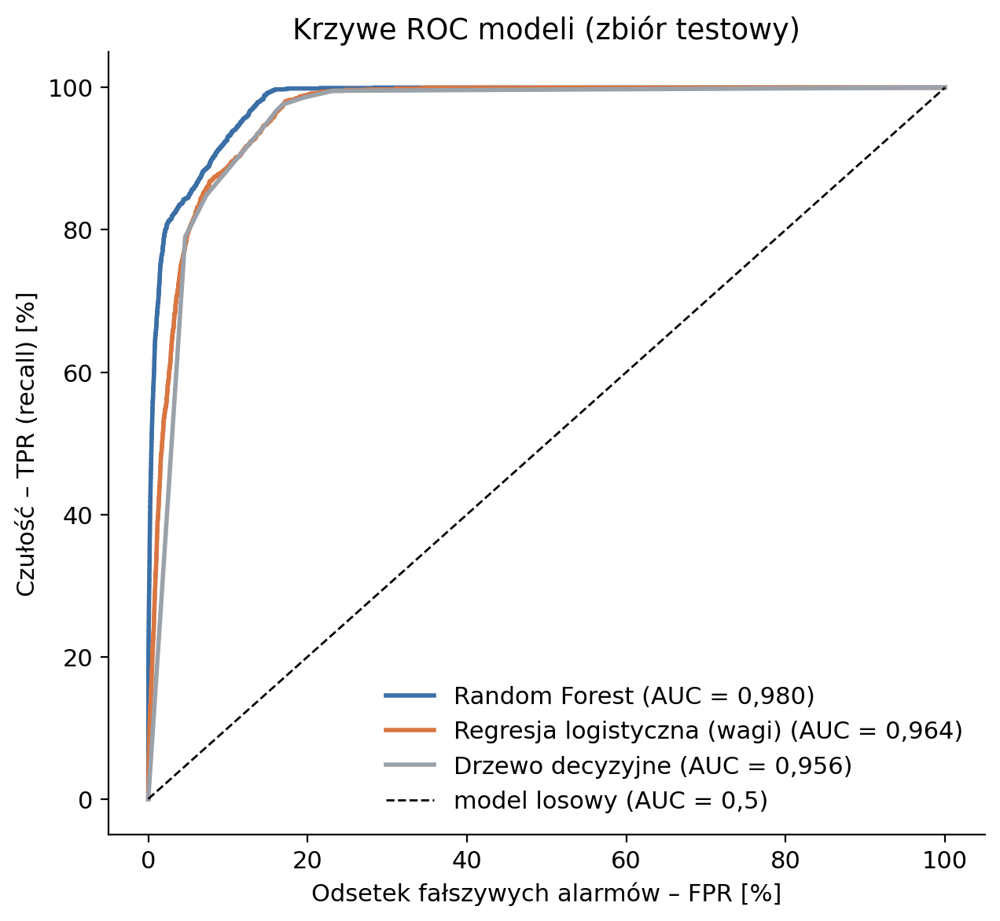 Krzywe ROC modeli (zbiór testowy)
Czułość – TPR (recall) [%]
100
80
60
40
20
0
Random Forest (AUC = 0,980)
Regresja logistyczna (wagi) (AUC = 0,964)
Drzewo decyzyjne (AUC = 0,956)
model losowy (AUC = 0,5)
0 20 40 60 80 100
Odsetek fałszywych alarmów – FPR [%]